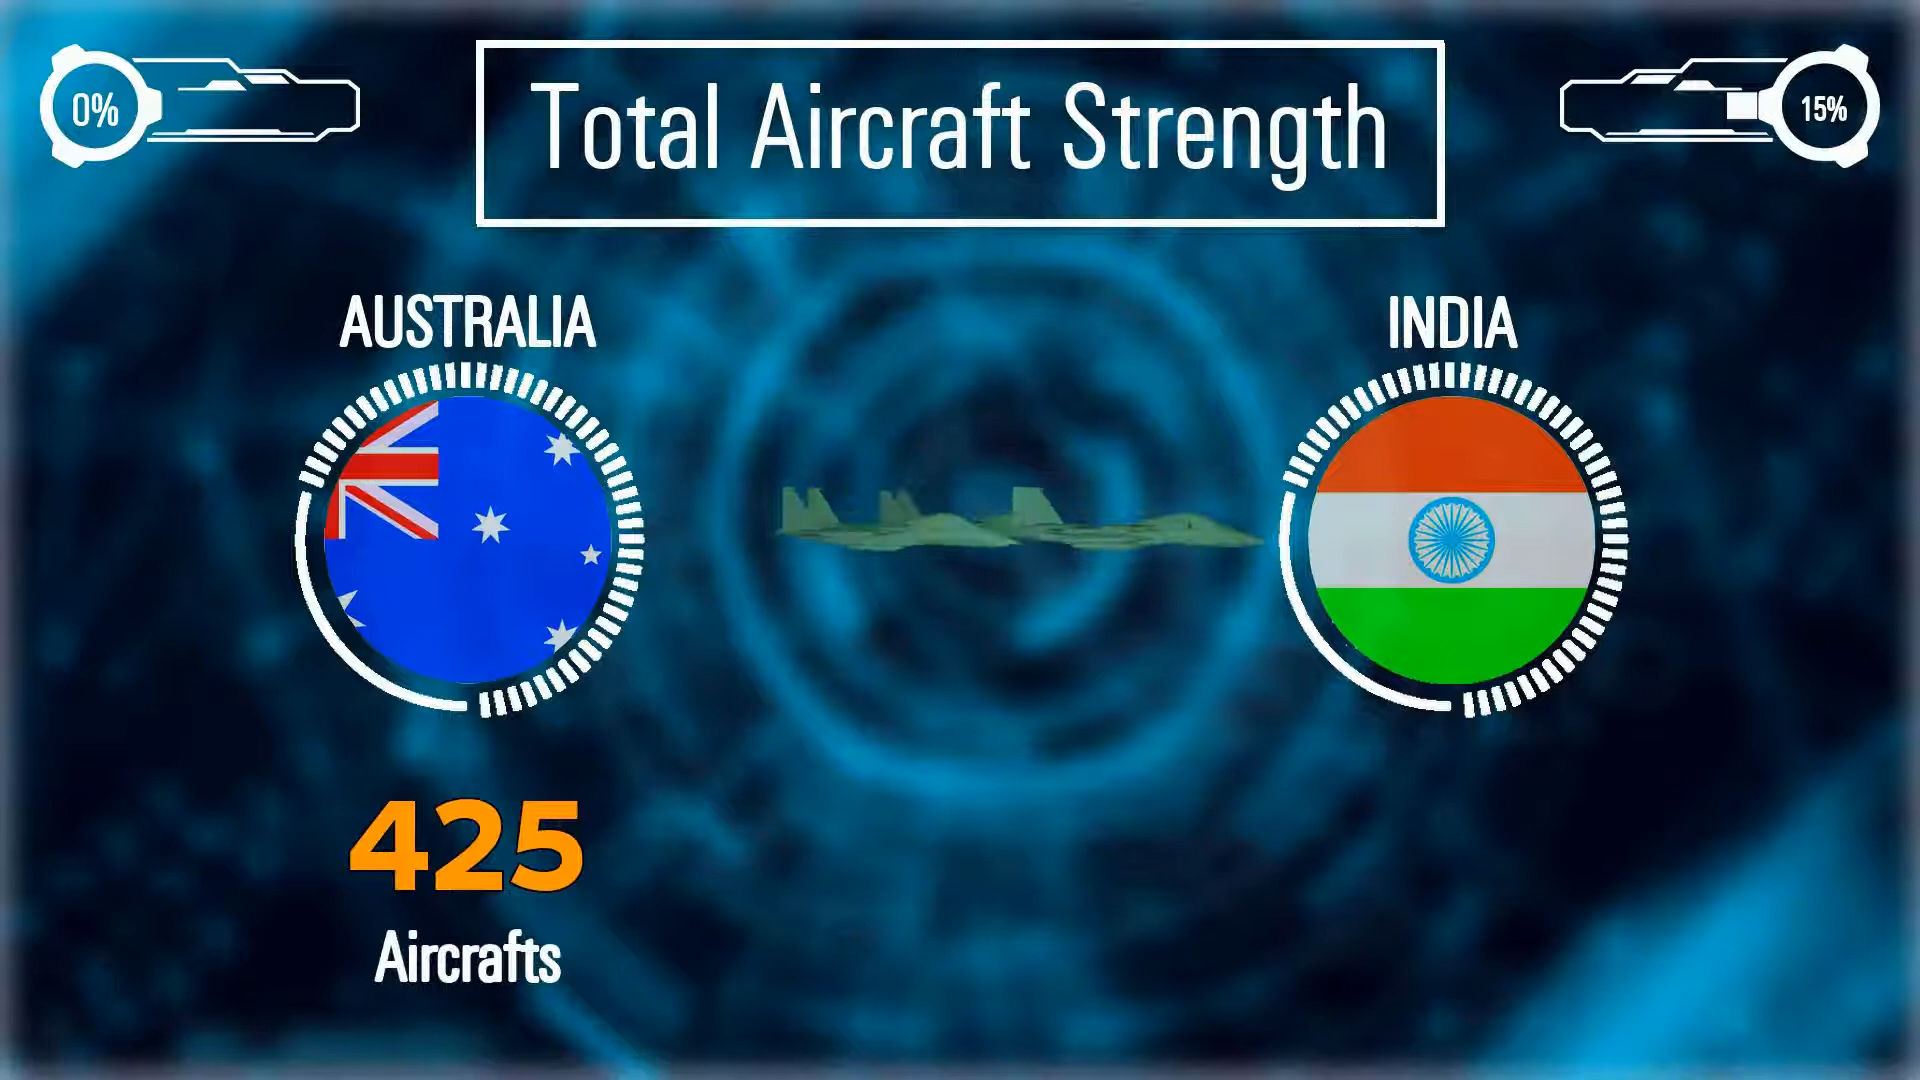 0%
Total Aircraft Strength
15%
AUSTRALIA
INDIA
425
Aircrafts